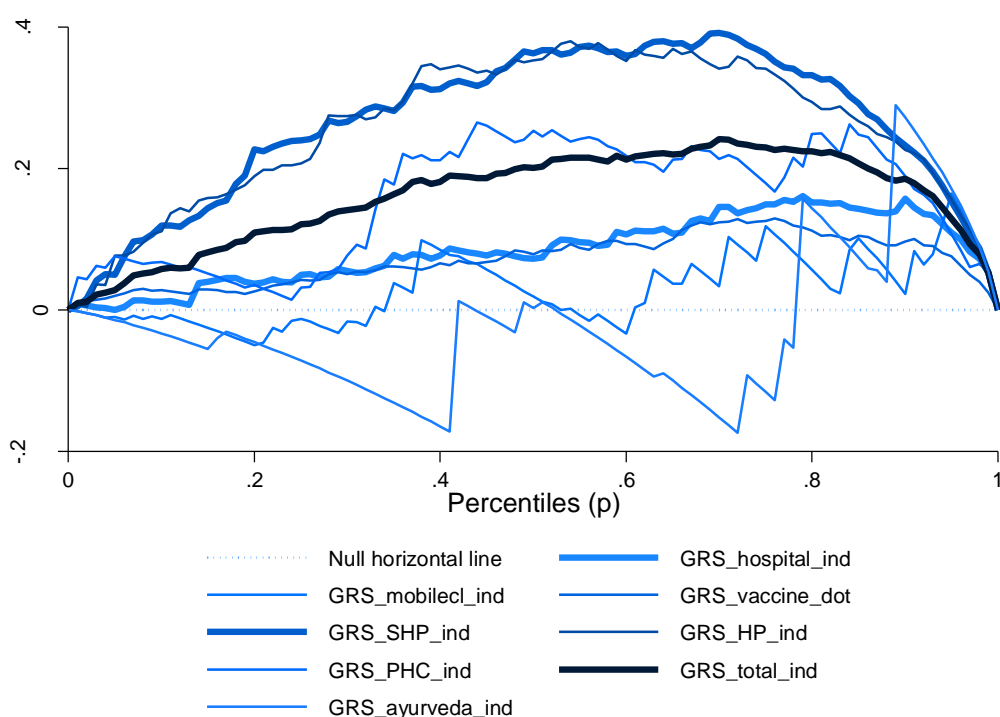 .4
.2
0
-.2
0 .2 .4 .6 .8 1
Percentiles (p)
Null horizontal line GRS_hospital_ind
GRS_mobilecl_ind GRS_vaccine_dot
GRS_SHP_ind GRS_HP_ind
GRS_PHC_ind GRS_total_ind
GRS_ayurveda_ind